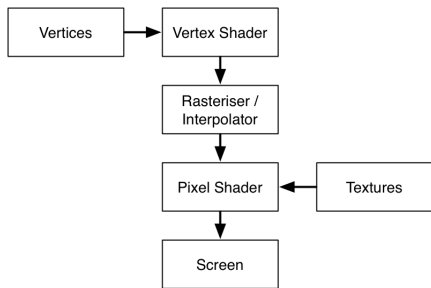 Vertices
Vertex Shader
Rasteriser /
Interpolator
Pixel Shader
Textures
Screen